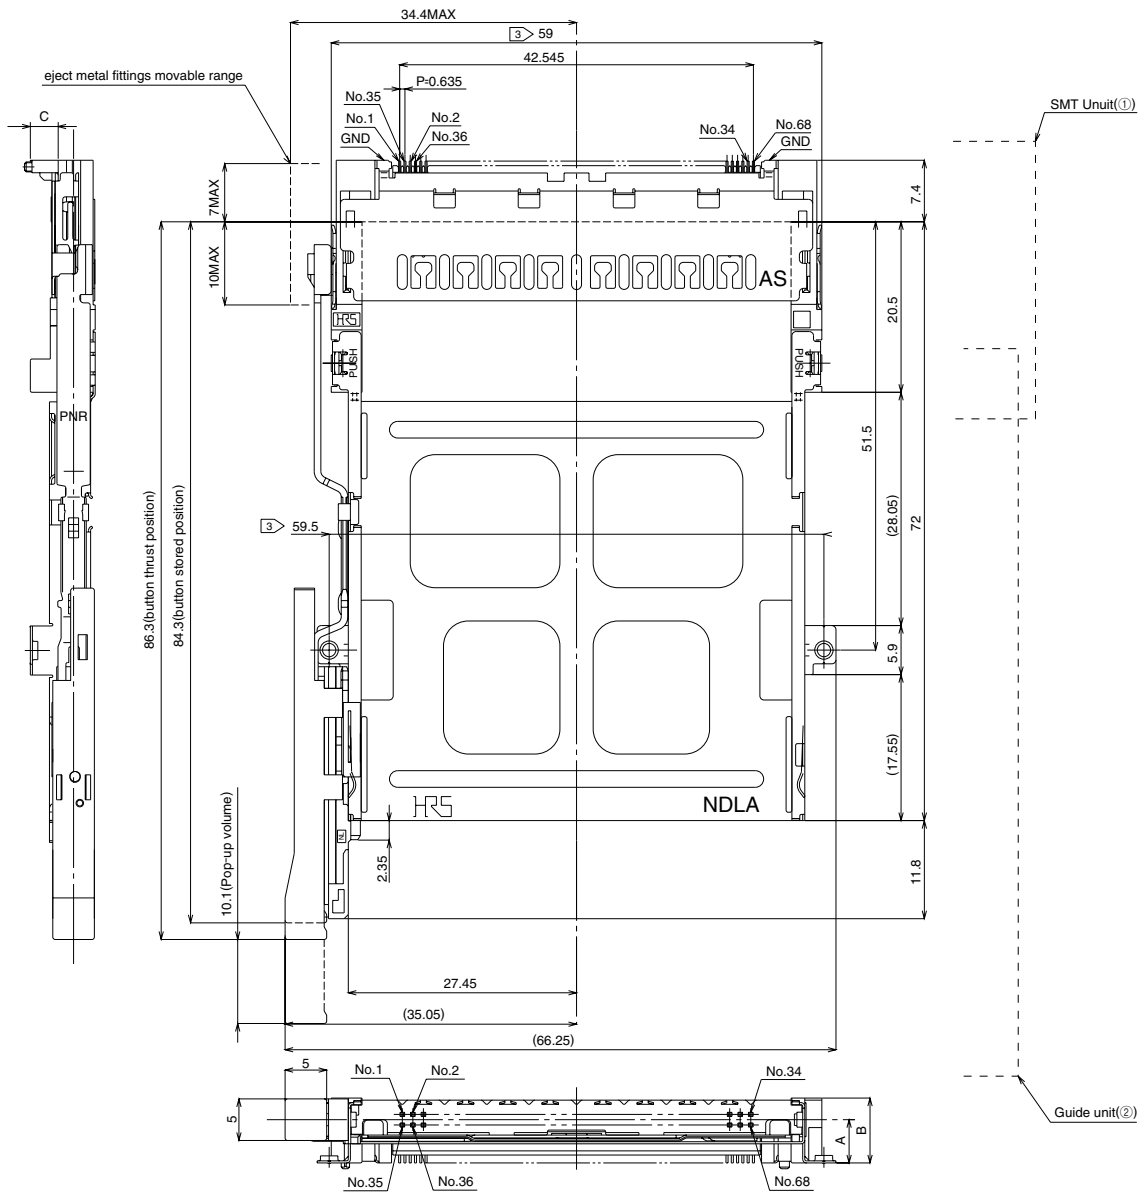 34.4MAX
3 59
42.545
eject metal fittings movable range
P=0.635
No.35
No.1
No.2
GND
No.36
No.34
No.68
GND
SMT Unuit(①)
C
7MAX
10MAX
7.4
AS
HRS
PUSH
PUSH
20.5
PNR
51.5
(28.05)
72
3 59.5
86.3(button thrust position)
84.3(button stored position)
5.9
(17.55)
HRS
NDLA
NL
2.35
10.1(Pop-up volume)
11.8
27.45
(35.05)
(66.25)
5
No.1
No.2
No.34
5
A
B
Guide unit(②)
No.35
No.36
No.68